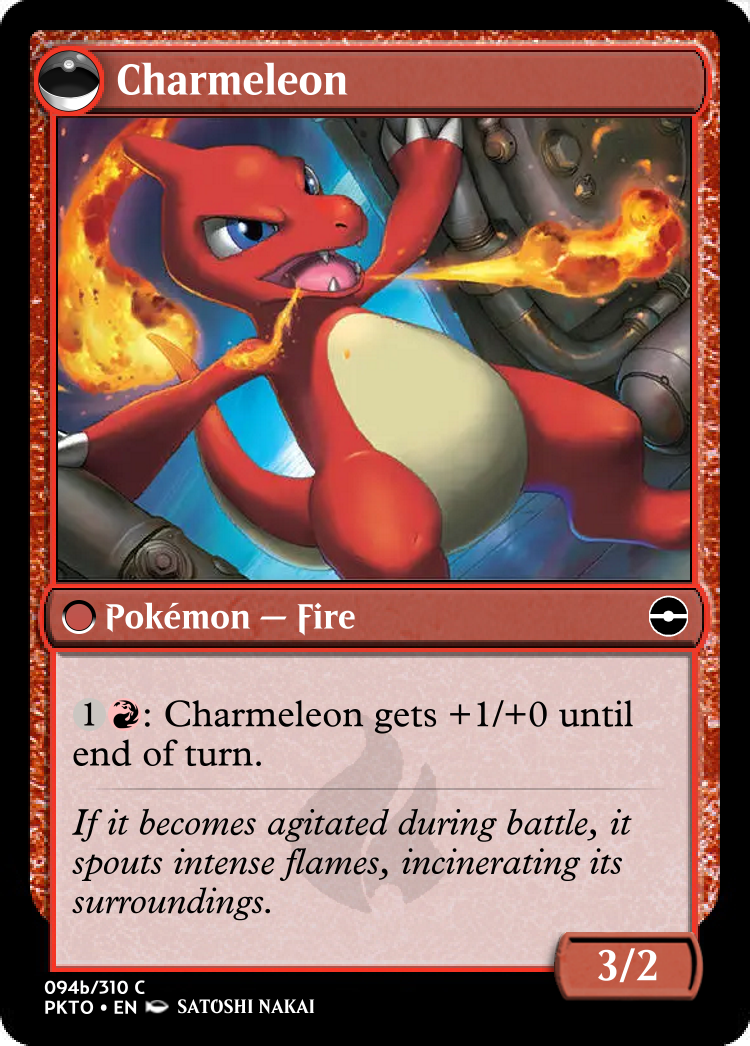 Charmeleon
Pokémon — Fire
1 : Charmeleon gets +1/+0 until
end of turn.
If it becomes agitated during battle, it
spouts intense flames, incinerating its
surroundings.
3/2
094b/310 C
PKTO • EN SATOSHI NAKAI